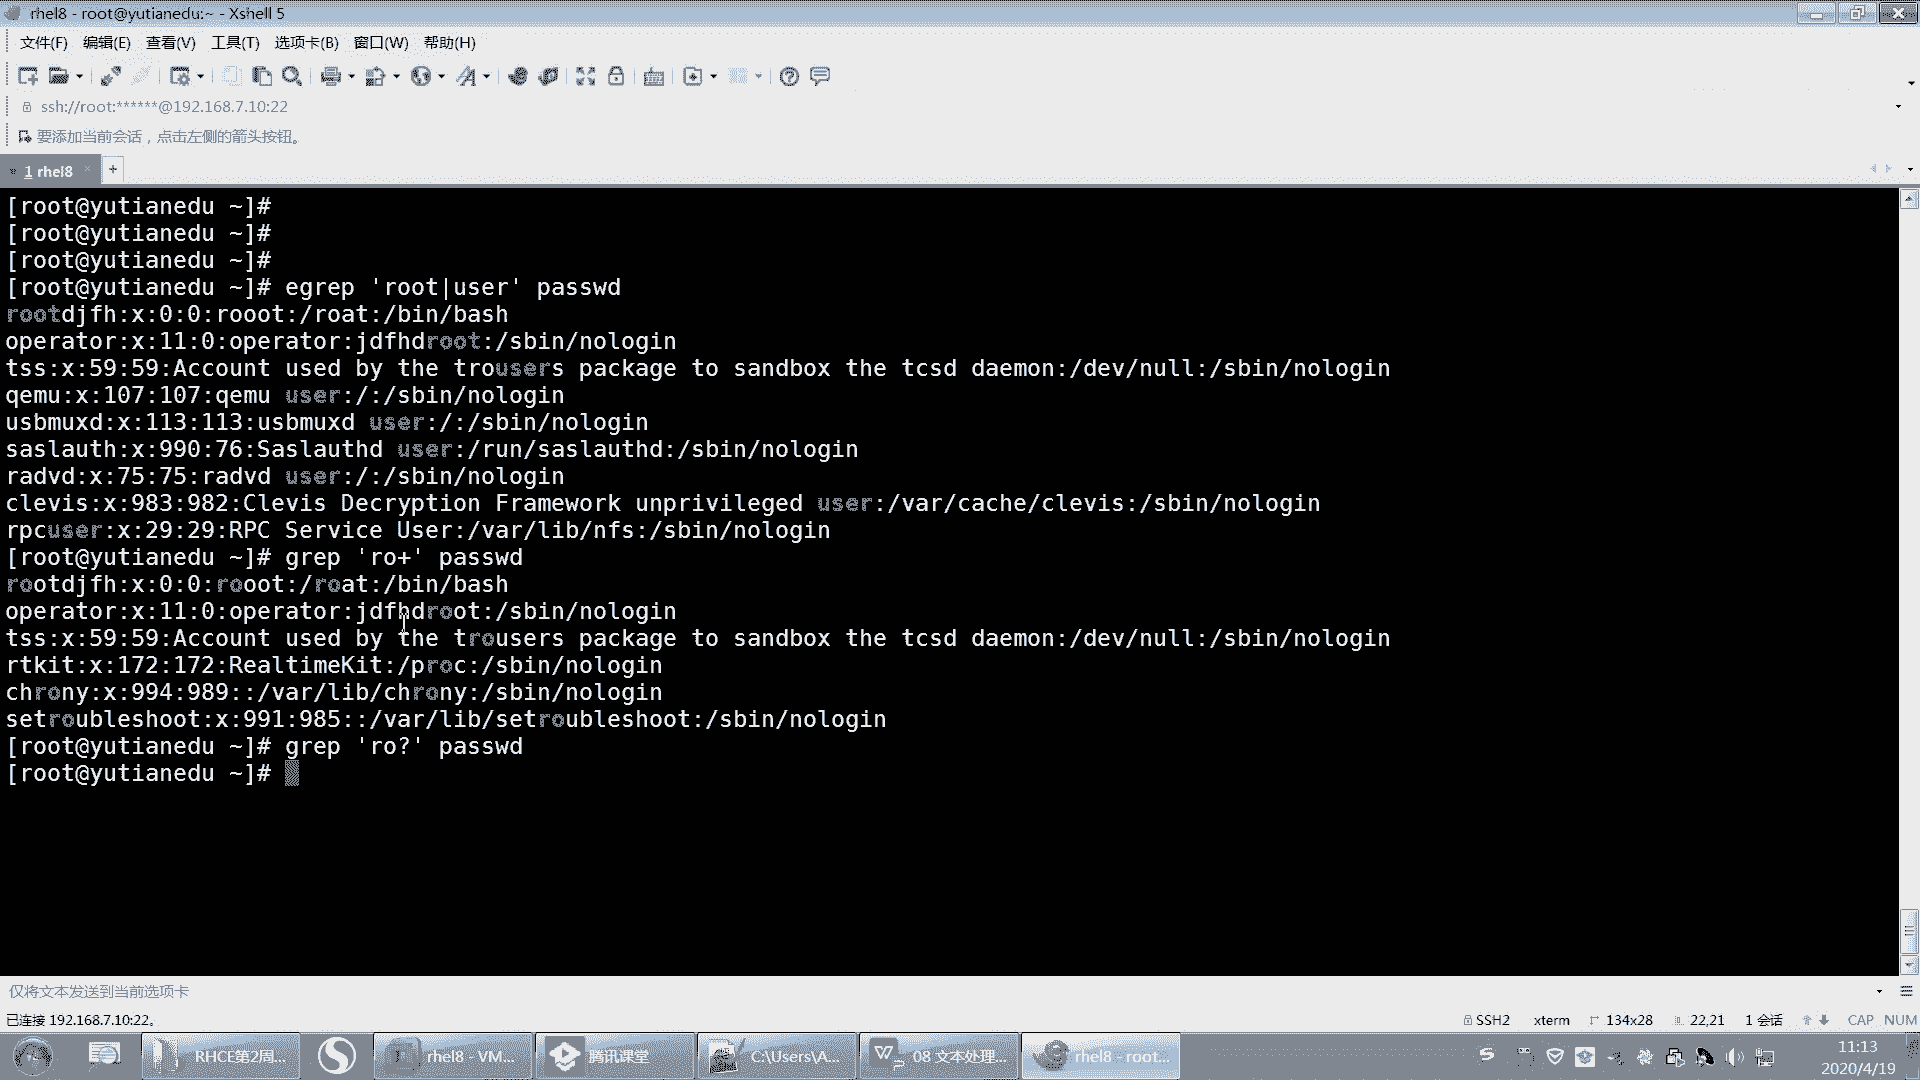 rhel8 - root@yutianedu:~ - Xshell 5
文件(F) 编辑(E) 查看(V) 工具(T) 选项卡(B) 窗口(W) 帮助(H)
ssh://root:******@192.168.7.10:22
要添加当前会话，点击左侧的箭头按钮。
1 rhel8
[root@yutianedu ~]#
[root@yutianedu ~]#
[root@yutianedu ~]#
[root@yutianedu ~]# egrep 'root|user' passwd
rootdjfh:x:0:0:rooot:/roat:/bin/bash
operator:x:11:0:operator:jdfhdroot:/sbin/nologin
tss:x:59:59:Account used by the trousers package to sandbox the tcsd daemon:/dev/null:/sbin/nologin
qemu:x:107:107:qemu user:/:/sbin/nologin
usbmuxd:x:113:113:usbmuxd user:/:/sbin/nologin
saslauth:x:990:76:Saslauthd user:/run/saslauthd:/sbin/nologin
radvd:x:75:75:radvd user:/:/sbin/nologin
clevis:x:983:982:Clevis Decryption Framework unprivileged user:/var/cache/clevis:/sbin/nologin
rpcuser:x:29:29:RPC Service User:/var/lib/nfs:/sbin/nologin
[root@yutianedu ~]# grep 'ro+' passwd
rootdjfh:x:0:0:rooot:/roat:/bin/bash
operator:x:11:0:operator:jdfhdroot:/sbin/nologin
tss:x:59:59:Account used by the trousers package to sandbox the tcsd daemon:/dev/null:/sbin/nologin
rtkit:x:172:172:RealtimeKit:/proc:/sbin/nologin
chrony:x:994:989::/var/lib/chrony:/sbin/nologin
setroubleshoot:x:991:985::/var/lib/setroubleshoot:/sbin/nologin
[root@yutianedu ~]# grep 'ro?' passwd
[root@yutianedu ~]#
仅将文本发送到当前选项卡
已连接 192.168.7.10:22。 SSH2 xterm 134x28 22,21 1 会话 CAP NUM
RHCE第2周... rhel8 - VM... 腾讯课堂 C:\Users\A... 08 文本处理... rhel8 - root... 11:13
2020/4/19